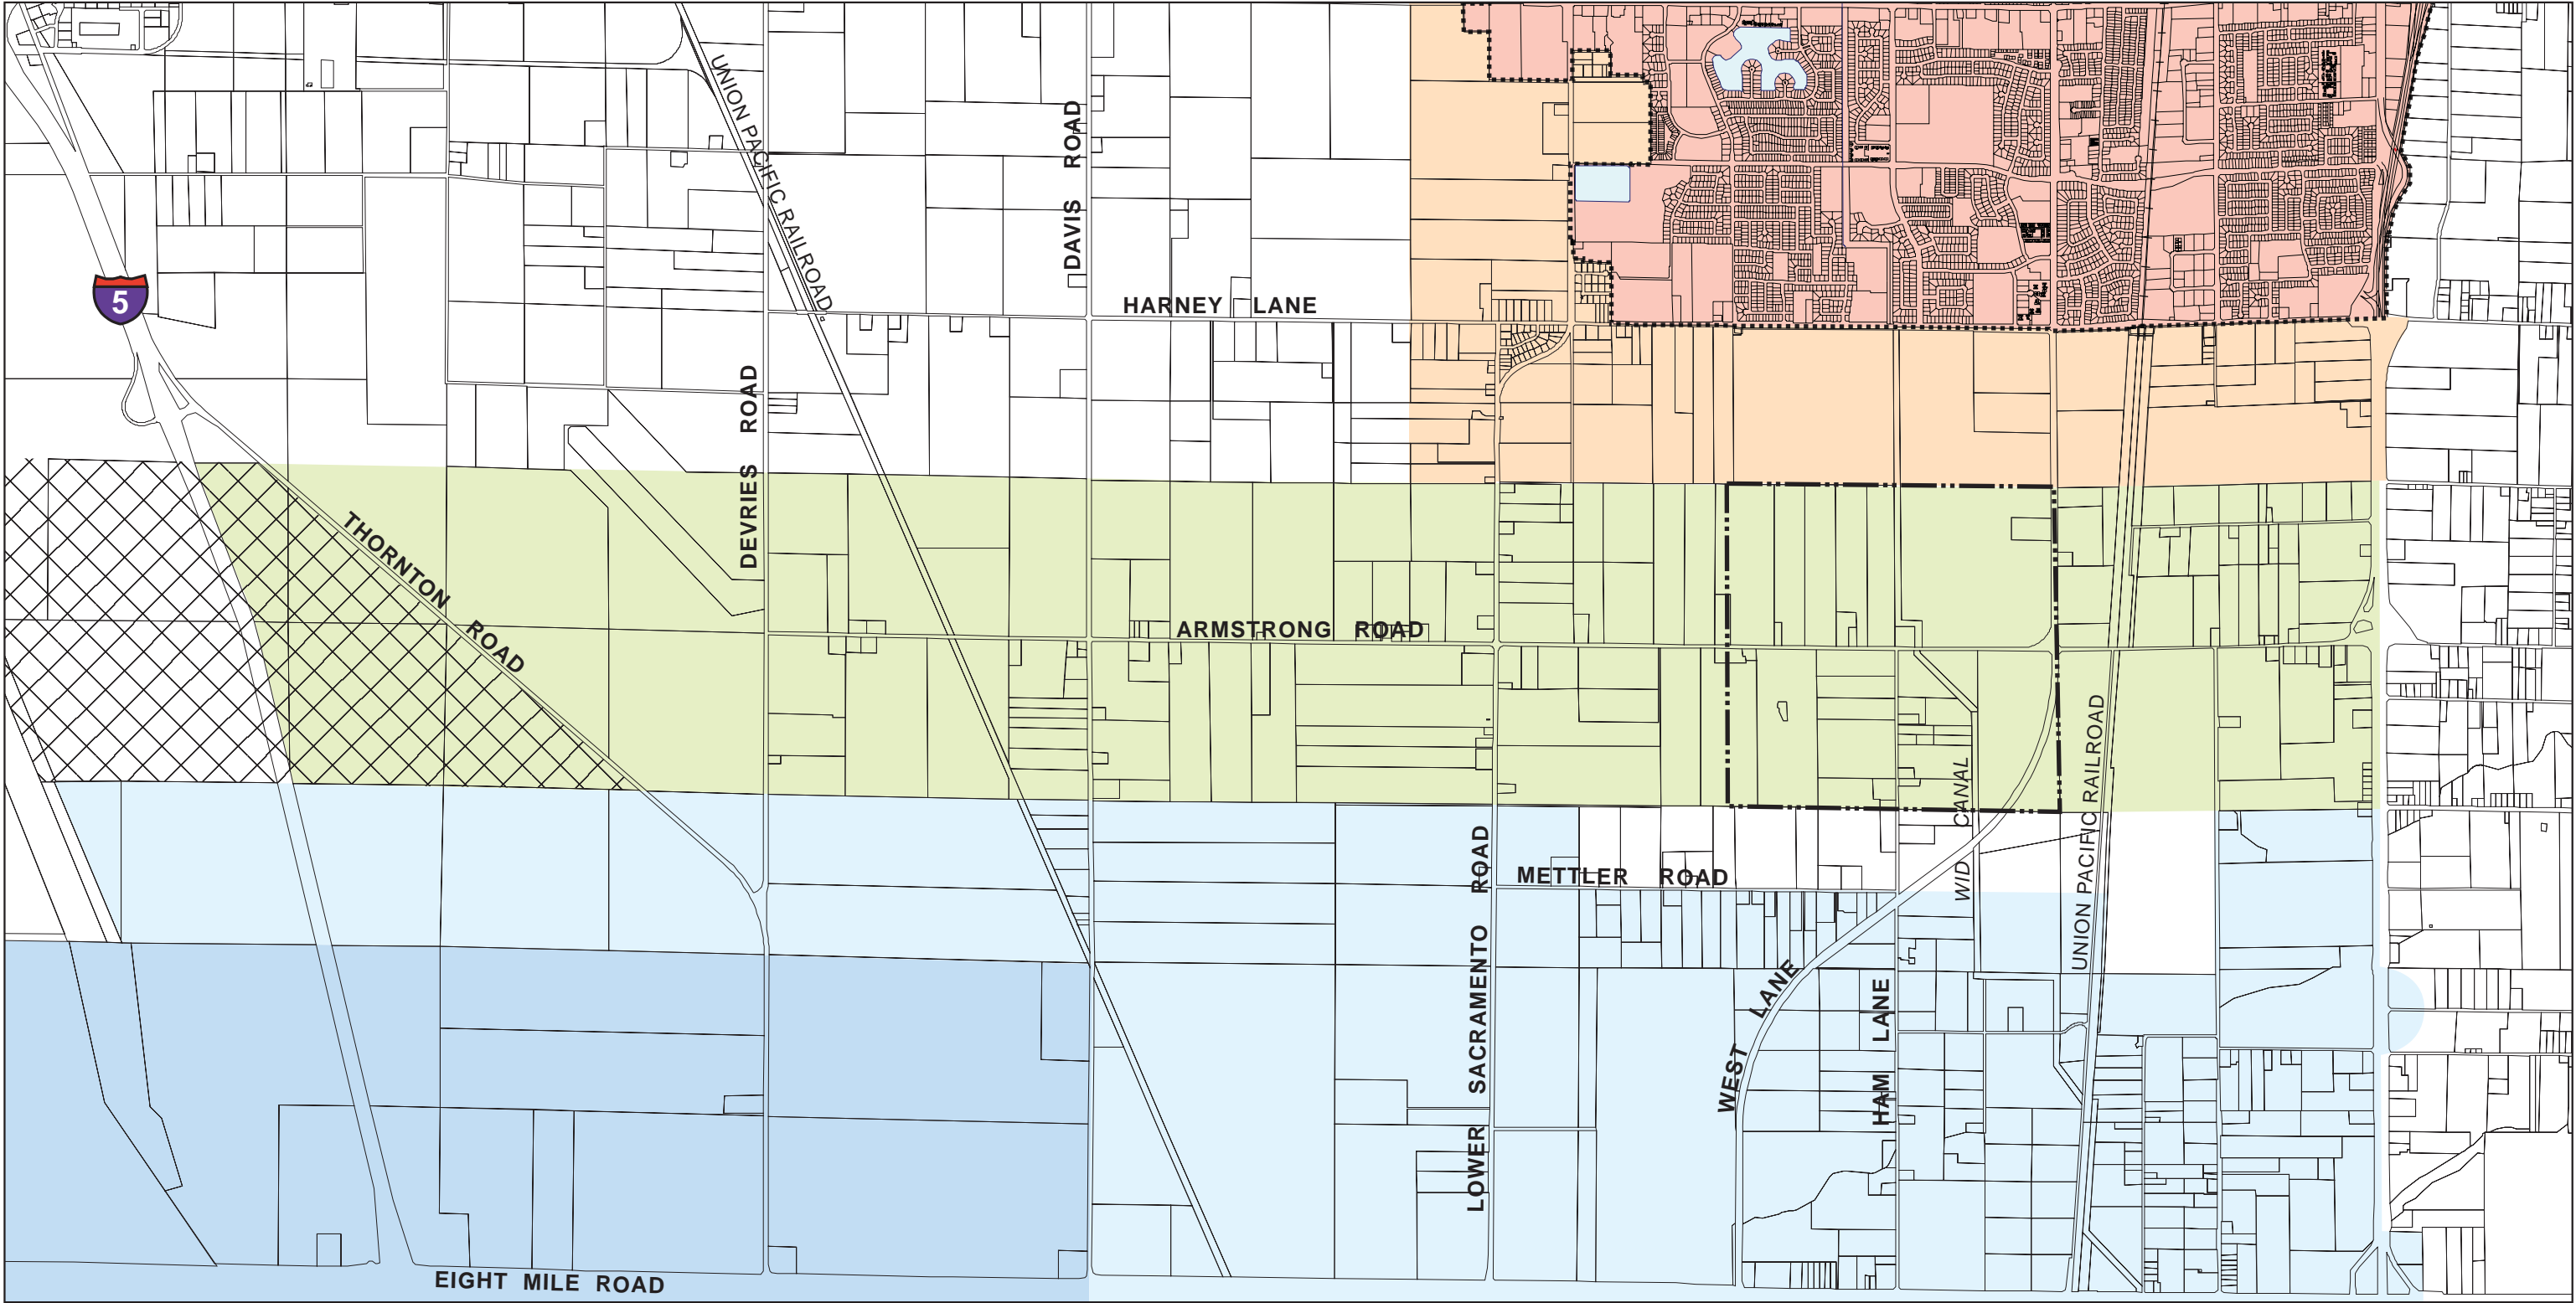 UNION PACIFIC RAILROAD
DAVIS ROAD
5
HARNEY LANE
DEVRIES ROAD
THORNTON ROAD
ARMSTRONG ROAD
UNION PACIFIC RAILROAD
WID CANAL
METTLER ROAD
LOWER SACRAMENTO ROAD
WEST LANE
HAM LANE
EIGHT MILE ROAD